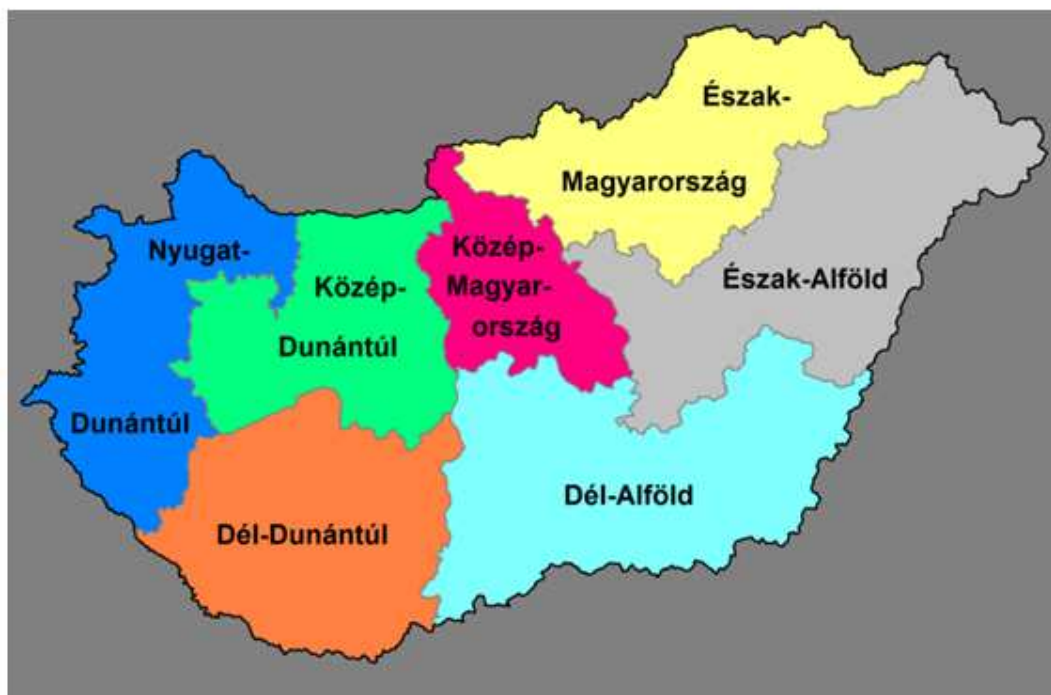 Észak-
Magyarország
Nyugat-
Dunántúl
Közép-
Dunántúl
Közép-
Magyar-
ország
Észak-Alföld
Dél-Alföld
Dél-Dunántúl